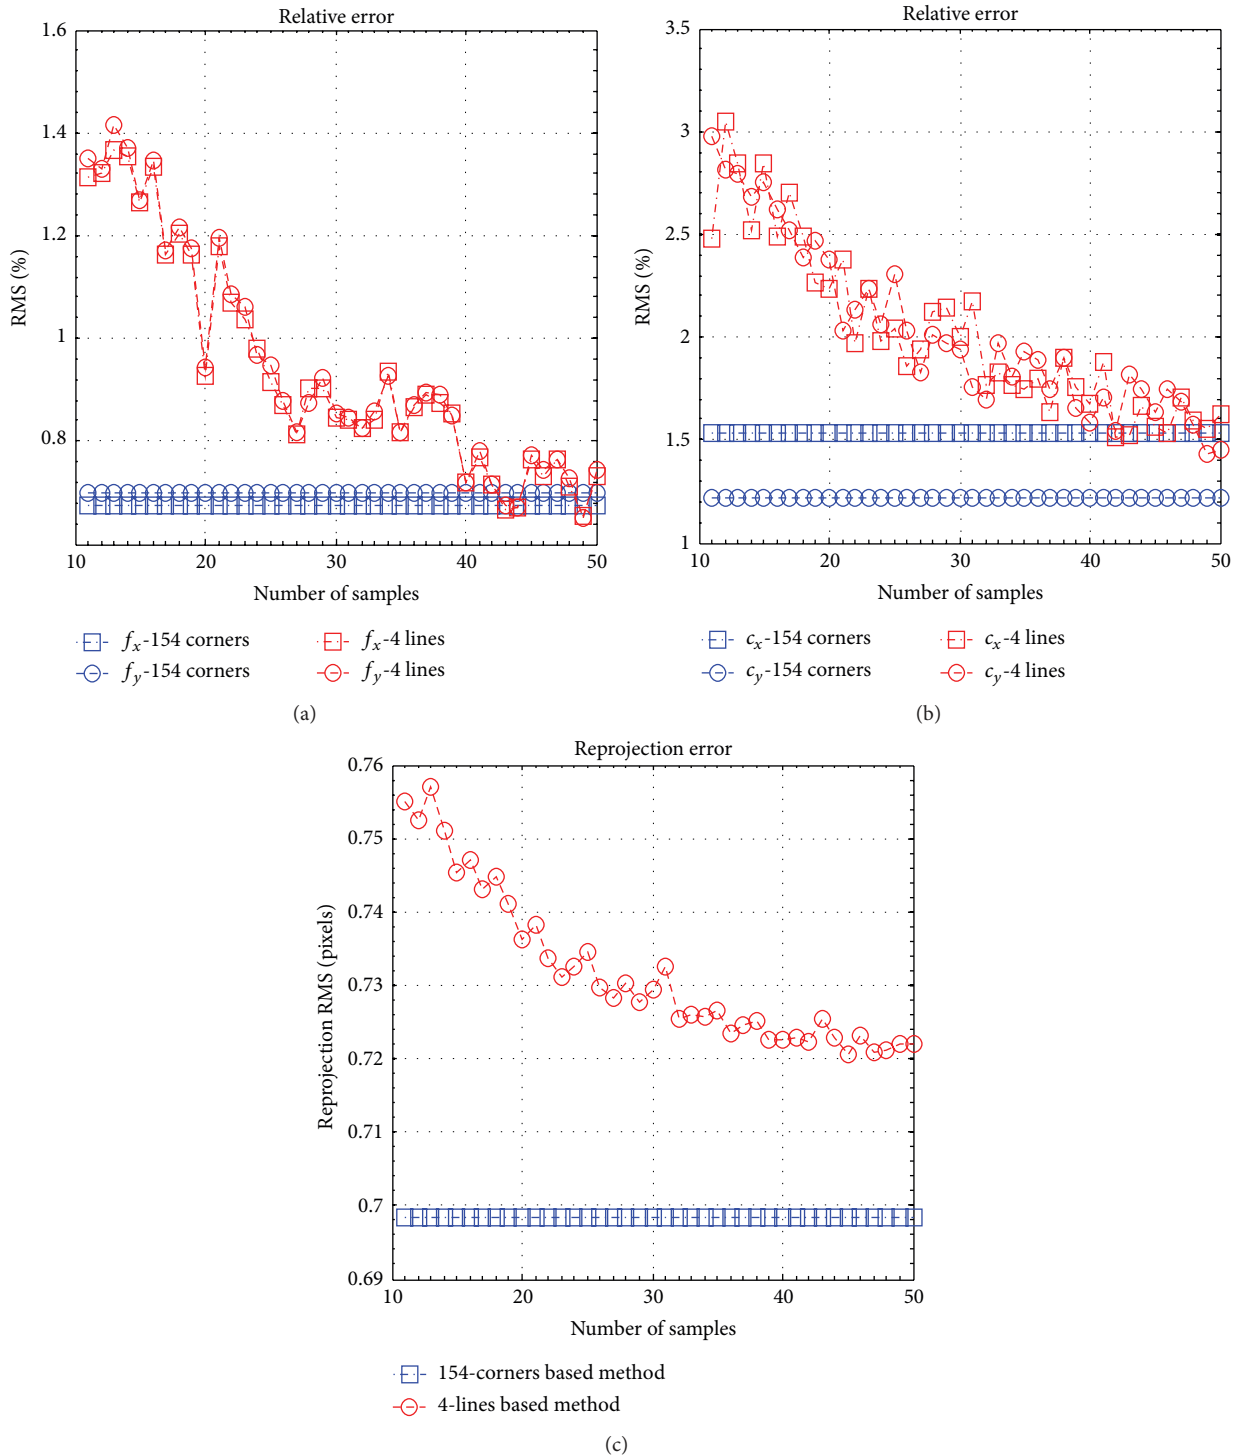 Relative error
1.6
1.4
1.2
1
0.8
RMS (%)
10
20
30
40
50
Number of samples
f_x-154 corners
f_x-4 lines
f_y-154 corners
f_y-4 lines
(a)
Relative error
3.5
3
2.5
2
1.5
1
RMS (%)
10
20
30
40
50
Number of samples
c_x-154 corners
c_x-4 lines
c_y-154 corners
c_y-4 lines
(b)
Reprojection error
0.76
0.75
0.74
0.73
0.72
0.71
0.7
0.69
Reprojection RMS (pixels)
10
20
30
40
50
Number of samples
154-corners based method
4-lines based method
(c)